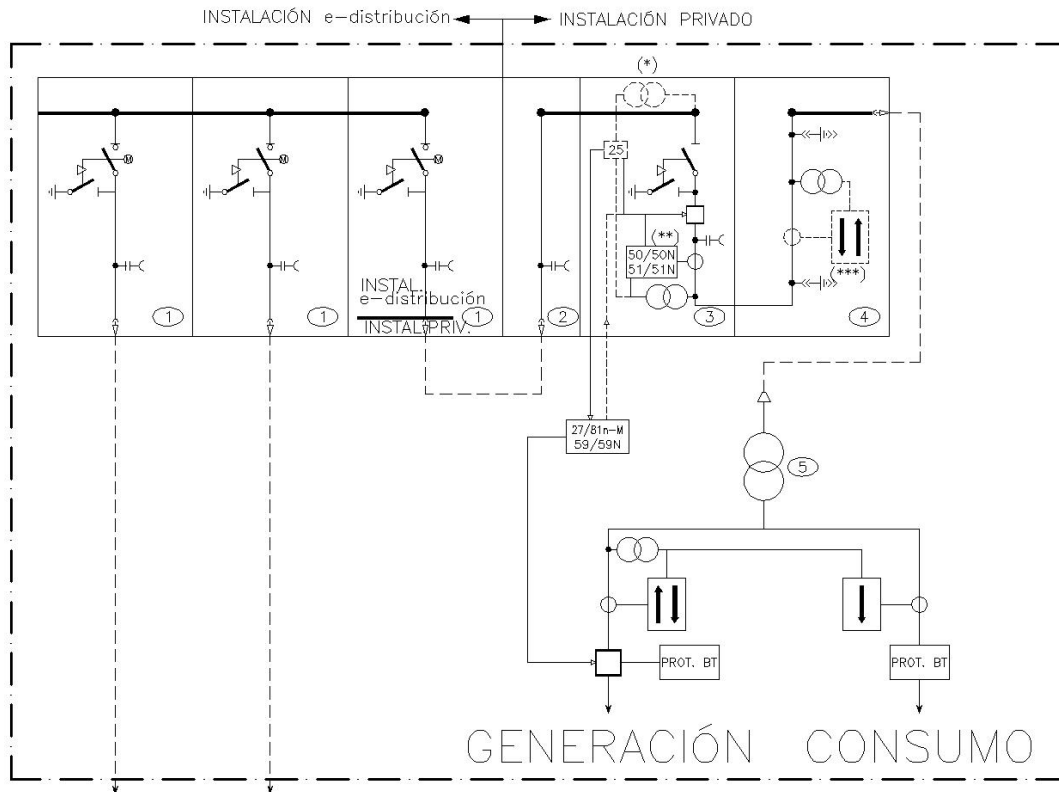 INSTALACIÓN e-distribución
INSTALACIÓN PRIVADO
(*)
M
M
M
25
(**)
50/50N
51/51N
(***)
INSTAL.
e-distribución
INSTAL.PRIV.
1
1
1
2
3
4
27/81n-M
59/59N
5
PROT. BT
PROT. BT
GENERACIÓN
CONSUMO